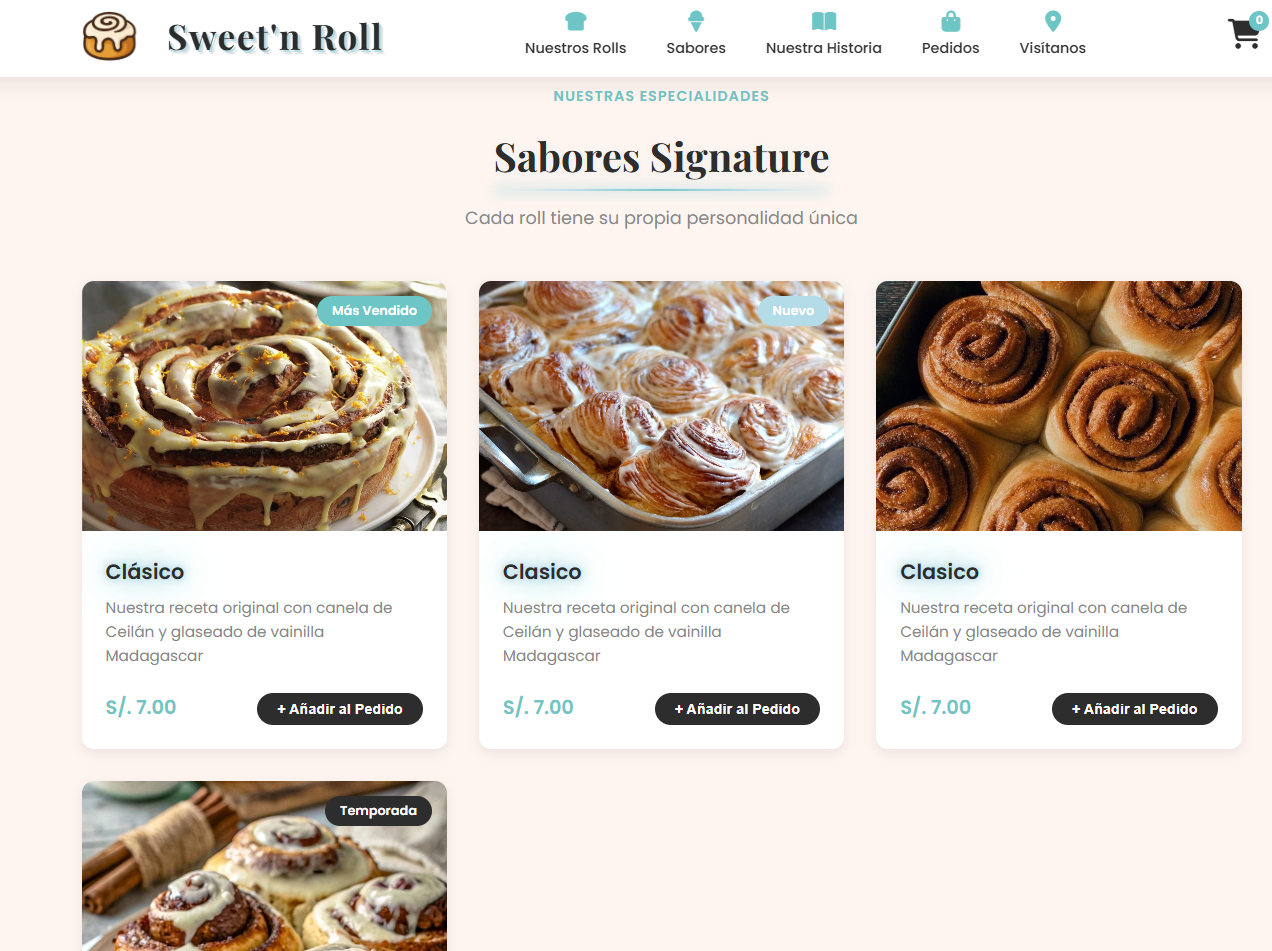 Sweet'n Roll
Nuestros Rolls
Sabores
Nuestra Historia
Pedidos
Visítanos
0
NUESTRAS ESPECIALIDADES
Sabores Signature
Cada roll tiene su propia personalidad única
Más Vendido
Clásico
Nuestra receta original con canela de
Ceilán y glaseado de vainilla
Madagascar
S/. 7.00
+ Añadir al Pedido
Nuevo
Clasico
Nuestra receta original con canela de
Ceilán y glaseado de vainilla
Madagascar
S/. 7.00
+ Añadir al Pedido
Clasico
Nuestra receta original con canela de
Ceilán y glaseado de vainilla
Madagascar
S/. 7.00
+ Añadir al Pedido
Temporada